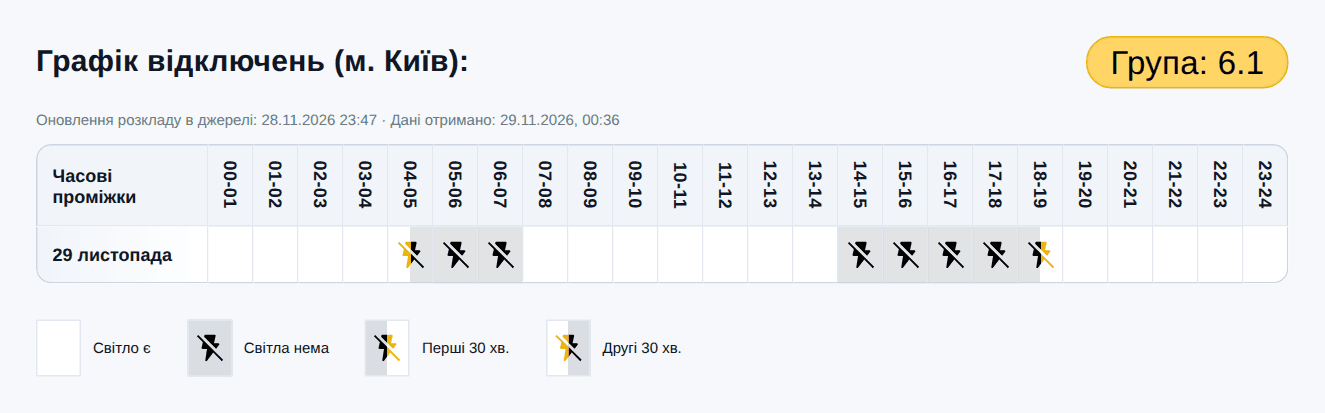 Графік відключень (м. Київ):
Група: 6.1
Оновлення розкладу в джерелі: 28.11.2026 23:47 · Дані отримано: 29.11.2026, 00:36
Часові
проміжки
00-01
01-02
02-03
03-04
04-05
05-06
06-07
07-08
08-09
09-10
10-11
11-12
12-13
13-14
14-15
15-16
16-17
17-18
18-19
19-20
20-21
21-22
22-23
23-24
29 листопада
Світло є
Світла нема
Перші 30 хв.
Другі 30 хв.